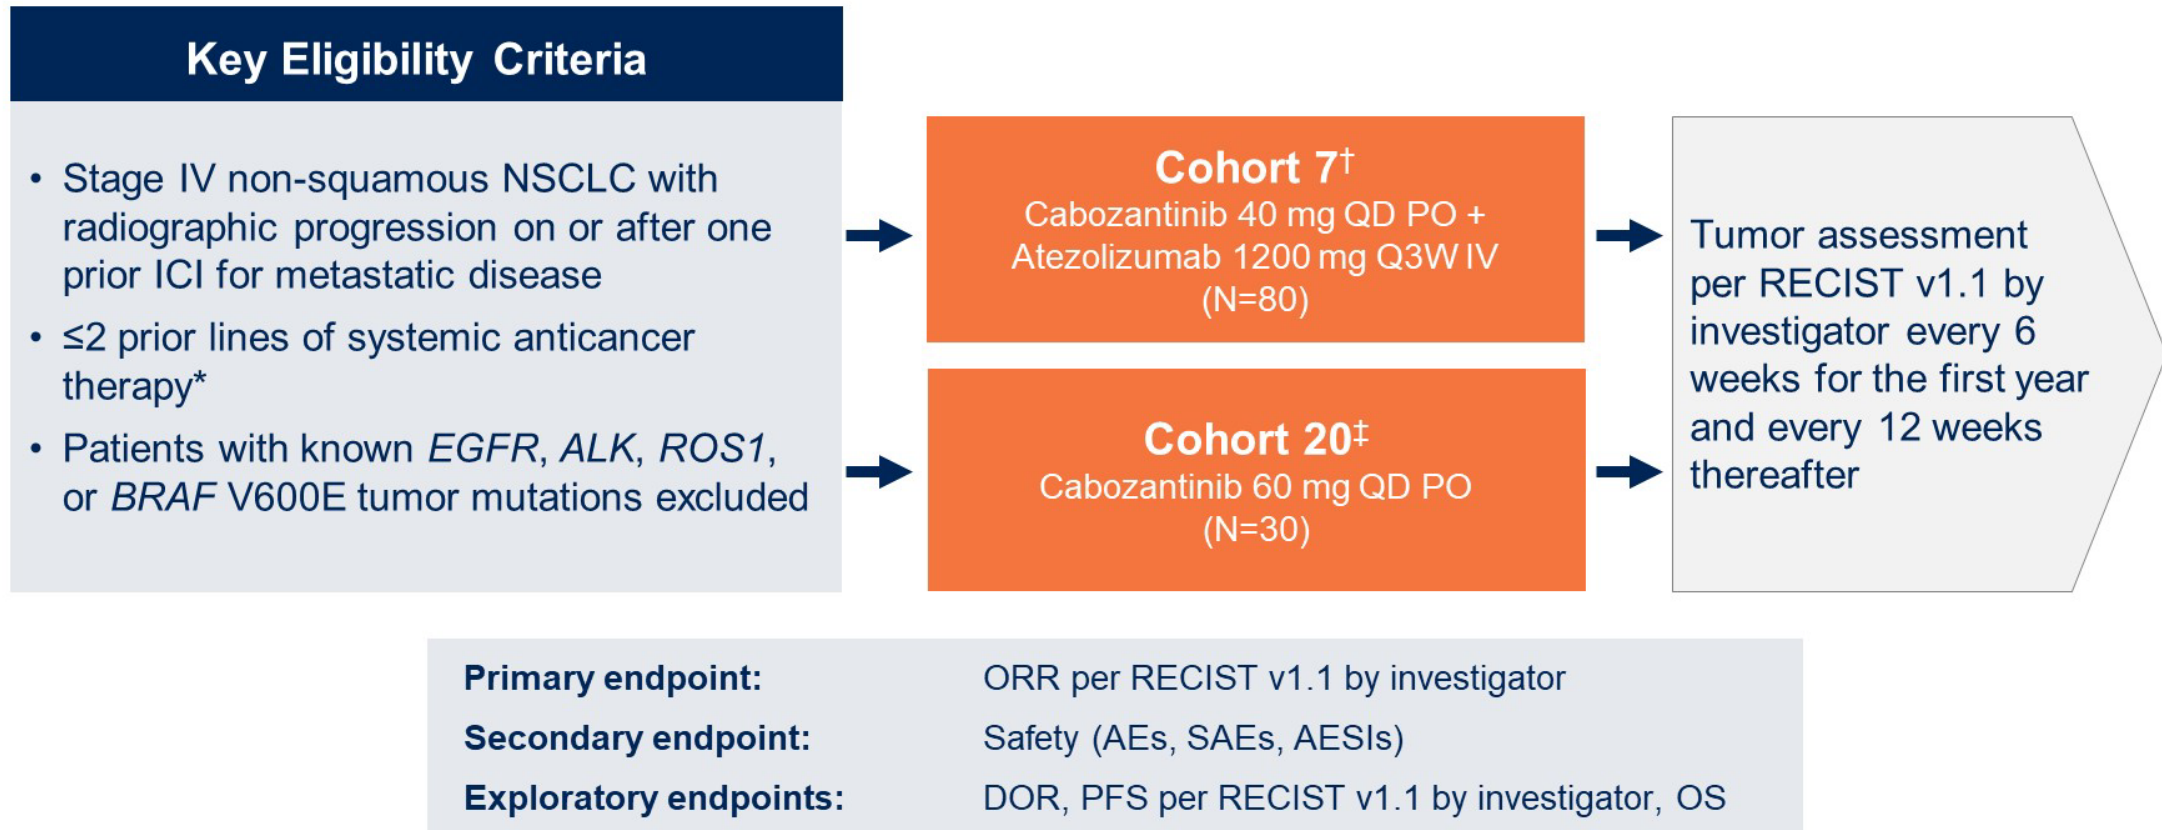 Key Eligibility Criteria
• Stage IV non-squamous NSCLC with
radiographic progression on or after one
prior ICI for metastatic disease
• ≤2 prior lines of systemic anticancer
therapy*
• Patients with known EGFR, ALK, ROS1,
or BRAF V600E tumor mutations excluded
Cohort 7†
Cabozantinib 40 mg QD PO +
Atezolizumab 1200 mg Q3W IV
(N=80)
Cohort 20‡
Cabozantinib 60 mg QD PO
(N=30)
Tumor assessment
per RECIST v1.1 by
investigator every 6
weeks for the first year
and every 12 weeks
thereafter
Primary endpoint: ORR per RECIST v1.1 by investigator
Secondary endpoint: Safety (AEs, SAEs, AESIs)
Exploratory endpoints: DOR, PFS per RECIST v1.1 by investigator, OS